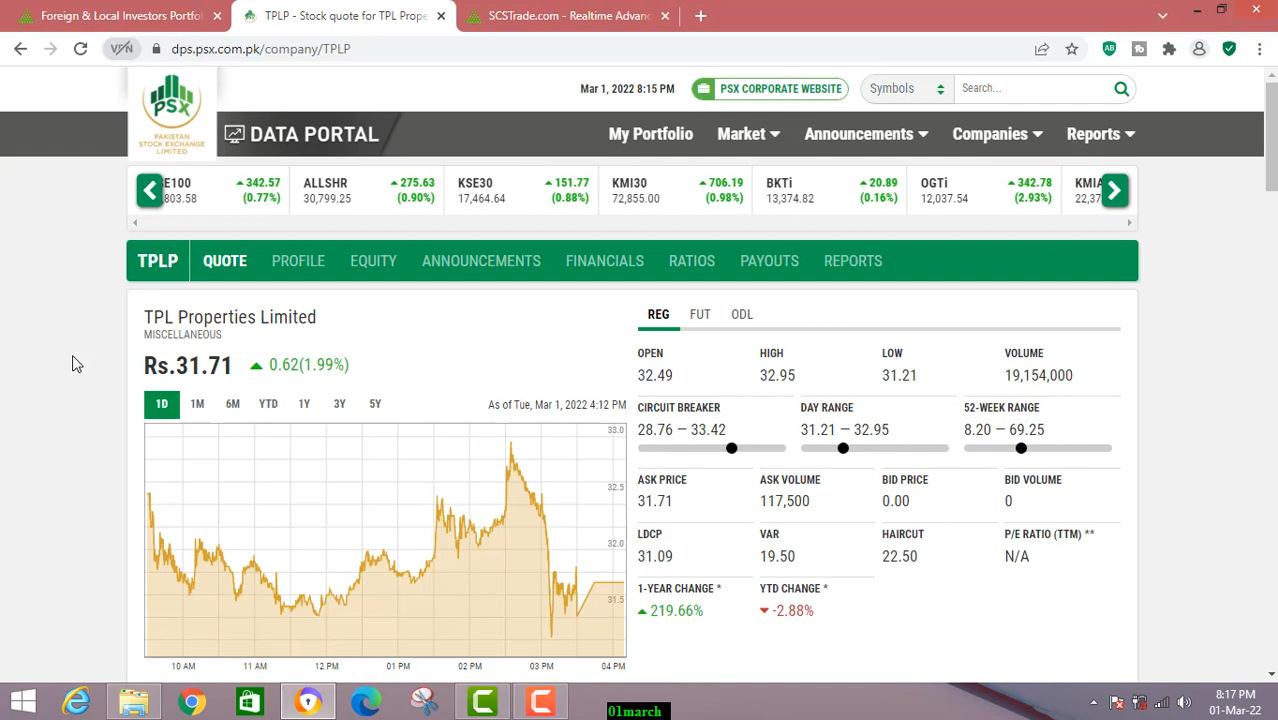 Foreign & Local Investors Portfo
TPLP - Stock quote for TPL Prope
SCSTrade.com - Realtime Advanc
VPN
dps.psx.com.pk/company/TPLP
PSX
PAKISTAN
STOCK EXCHANGE
LIMITED
Mar 1, 2022 8:15 PM
PSX CORPORATE WEBSITE
Symbols
Search...
DATA PORTAL
My Portfolio
Market
Announcements
Companies
Reports
SE100 342.57
803.58 (0.77%)
ALLSHR 275.63
30,799.25 (0.90%)
KSE30 151.77
17,464.64 (0.88%)
KMI30 706.19
72,855.00 (0.98%)
BKTi 20.89
13,374.82 (0.16%)
OGTi 342.78
12,037.54 (2.93%)
KMIA
22,37
TPLP QUOTE PROFILE EQUITY ANNOUNCEMENTS FINANCIALS RATIOS PAYOUTS REPORTS
TPL Properties Limited
MISCELLANEOUS
Rs.31.71 0.62(1.99%)
1D 1M 6M YTD 1Y 3Y 5Y
As of Tue, Mar 1, 2022 4:12 PM
33.0
32.5
32.0
31.5
10 AM 11 AM 12 PM 01 PM 02 PM 03 PM 04 PM
REG FUT ODL
OPEN HIGH LOW VOLUME
32.49 32.95 31.21 19,154,000
CIRCUIT BREAKER DAY RANGE 52-WEEK RANGE
28.76 — 33.42 31.21 — 32.95 8.20 — 69.25
ASK PRICE ASK VOLUME BID PRICE BID VOLUME
31.71 117,500 0.00 0
LDCP VAR HAIRCUT P/E RATIO (TTM) **
31.09 19.50 22.50 N/A
1-YEAR CHANGE * YTD CHANGE *
219.66% -2.88%
01march
8:17 PM
01-Mar-22